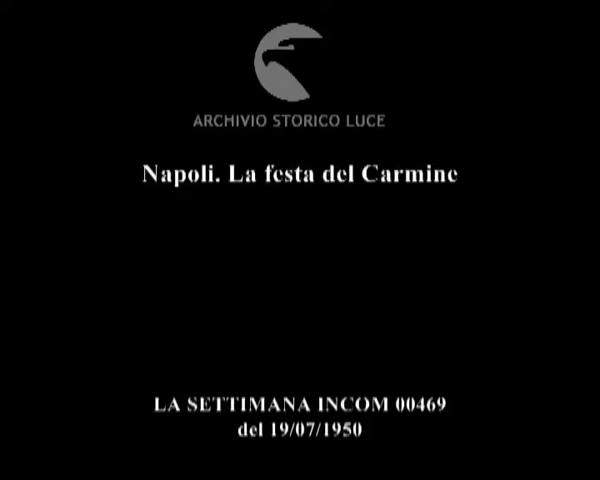 ARCHIVIO STORICO LUCE
Napoli. La festa del Carmine
LA SETTIMANA INCOM 00469
del 19/07/1950